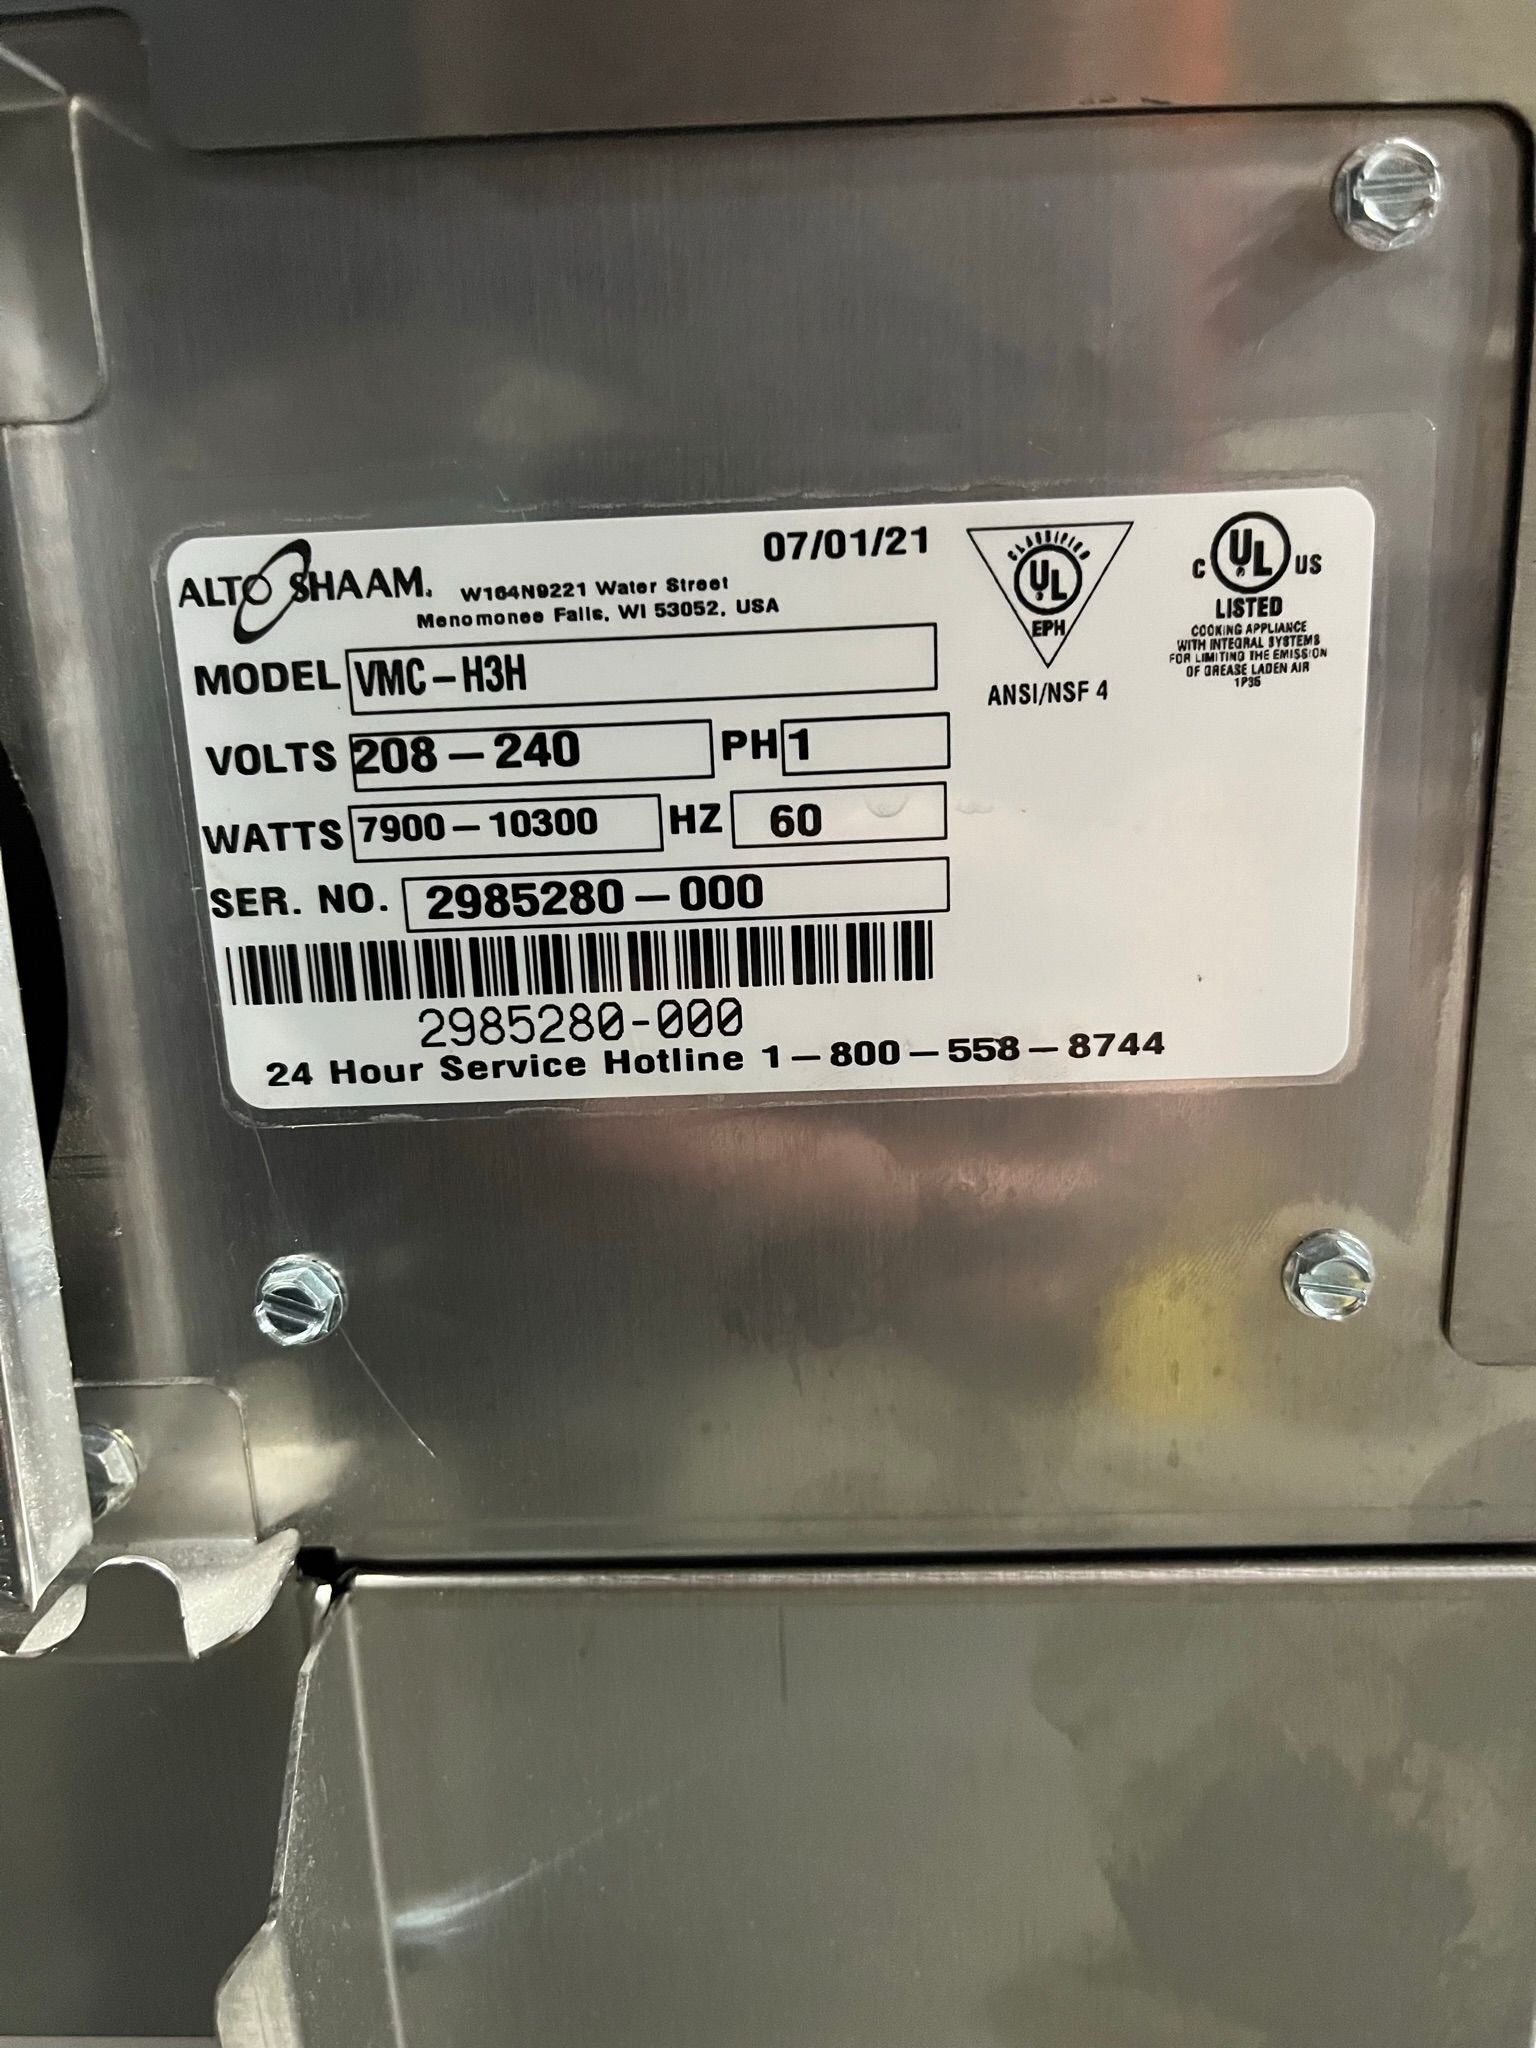 07/01/21
ALTO SHAAM. W164N9221 Water Street
Menomonee Falls, WI 53052, USA
MODEL VMC-H3H
VOLTS 208-240 PH 1
WATTS 7900-10300 HZ 60
SER. NO. 2985280-000
2985280-000
24 Hour Service Hotline 1-800-558-8744
CLASSIFIED
UL
EPH
ANSI/NSF 4
C UL US
LISTED
COOKING APPLIANCE
WITH INTEGRAL SYSTEMS
FOR LIMITING THE EMISSION
OF GREASE LADEN AIR
1P36